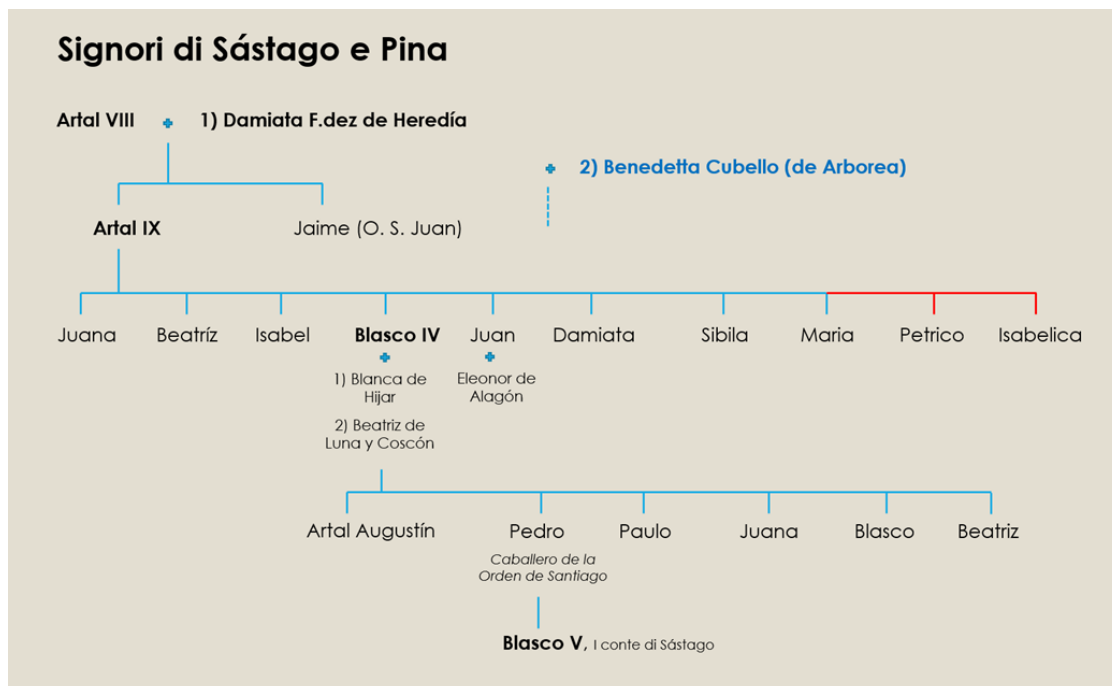 Signori di Sástago e Pina
Artal VIII 1) Damiata F.dez de Heredía
2) Benedetta Cubello (de Arborea)
Artal IX Jaime (O. S. Juan)
Juana Beatríz Isabel Blasco IV Juan Damiata Sibila Maria Petrico Isabelica
1) Blanca de
Hijar
Eleonor de
Alagón
2) Beatriz de
Luna y Coscón
Artal Augustín Pedro Paulo Juana Blasco Beatriz
Caballero de la
Orden de Santiago
Blasco V, I conte di Sástago